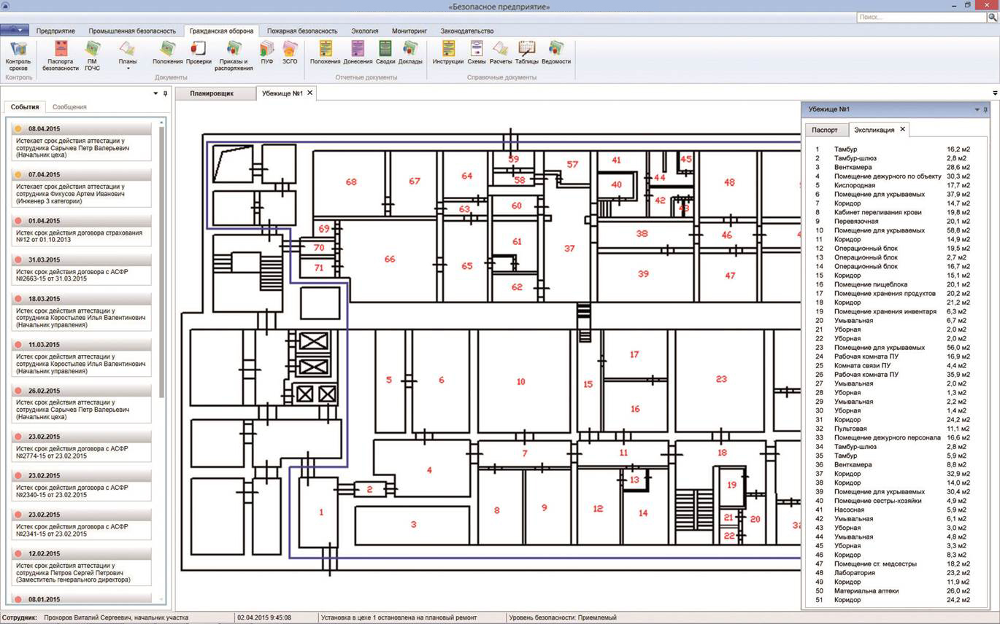 «Безопасное предприятие»
Поиск...
Предприятие
Промышленная безопасность
Гражданская оборона
Пожарная безопасность
Экология
Мониторинг
Законодательство
Контроль
сроков
Паспорта
безопасности
ПМ
ГОЧС
Планы
Положения
Проверки
Приказы и
распоряжения
ПУФ
ЗСГО
Положения
Донесения
Сводки
Доклады
Инструкции
Схемы
Расчеты
Таблицы
Ведомости
Контроль
Документы
Отчетные документы
Справочные документы
События
Сообщения
08.04.2015
Истекает срок действия аттестации у
сотрудника Сарычев Петр Валерьевич
(Начальник цеха)
07.04.2015
Истекает срок действия аттестации у
сотрудника Фикусов Артем Иванович
(Инженер 3 категории)
01.04.2015
Истек срок действия договора страхования
№12 от 01.10.2013
31.03.2015
Истек срок действия договора с АСФР
№2663-15 от 31.03.2015
18.03.2015
Истек срок действия аттестации у
сотрудника Коростылев Илья Валентинович
(Начальник управления)
11.03.2015
Истек срок действия аттестации у
сотрудника Коростылев Илья Валентинович
(Начальник управления)
26.02.2015
Истек срок действия аттестации у
сотрудника Сарычев Петр Валерьевич
(Начальник цеха)
23.02.2015
Истек срок действия договора с АСФР
№2774-15 от 23.02.2015
23.02.2015
Истек срок действия договора с АСФР
№2340-15 от 23.02.2015
23.02.2015
Истек срок действия договора с АСФР
№2341-15 от 23.02.2015
12.02.2015
Истек срок действия аттестации у
сотрудника Петров Сергей Петрович
(Заместитель генерального директора)
08.01.2015
Планировщик
Убежище №1
59
41
45
68
67
64
58
57
44
48
40
63
60
42
43
69
38
46
70
66
61
37
71
65
39
47
62
17
5
6
10
15
23
16
7
11
18
4
13
19
2
1
8
9
12
14
21
20
3
22
Убежище №1
Паспорт
Экспликация
1 Тамбур 16,2 м2
2 Тамбур-шлюз 2,8 м2
3 Венткамера 28,6 м2
4 Помещение дежурного по объекту 30,3 м2
5 Кислородная 17,7 м2
6 Помещение для укрываемых 37,9 м2
7 Коридор 14,7 м2
8 Кабинет переливания крови 19,8 м2
9 Перевязочная 20,1 м2
10 Помещение для укрываемых 58,8 м2
11 Коридор 14,9 м2
12 Операционный блок 19,5 м2
13 Операционный блок 2,7 м2
14 Операционный блок 16,7 м2
15 Коридор 15,1 м2
16 Помещение пищеблока 20,1 м2
17 Помещение хранения продуктов 20,2 м2
18 Коридор 21,2 м2
19 Помещение хранения инвентаря 6,3 м2
20 Умывальная 6,7 м2
21 Уборная 2,0 м2
22 Уборная 2,0 м2
23 Помещение для укрываемых 56,0 м2
24 Рабочая комната ПУ 16,9 м2
25 Комната связи ПУ 4,4 м2
26 Рабочая комната ПУ 35,9 м2
27 Умывальная 2,0 м2
28 Уборная 1,3 м2
29 Умывальная 2,2 м2
30 Уборная 1,4 м2
31 Коридор 24,2 м2
32 Пультовая 11,1 м2
33 Помещение дежурного персонала 16,6 м2
34 Тамбур-шлюз 2,8 м2
35 Тамбур 5,9 м2
36 Венткамера 8,8 м2
37 Коридор 32,9 м2
38 Коридор 14,0 м2
39 Помещение для укрываемых 30,4 м2
40 Помещение сестры-хозяйки 4,9 м2
41 Насосная 5,9 м2
42 Умывальная 6,1 м2
43 Уборная 3,0 м2
44 Умывальная 4,8 м2
45 Уборная 3,3 м2
46 Коридор 8,3 м2
47 Помещение ст. медсестры 18,2 м2
48 Лаборатория 23,2 м2
49 Коридор 11,9 м2
50 Материальна аптеки 26,0 м2
51 Коридор 24,2 м2
Сотрудник: Прохоров Виталий Сергеевич, начальник участка
02.04.2015 9:45:08
Установка в цехе 1 остановлена на плановый ремонт
Уровень безопасности: Приемлемый